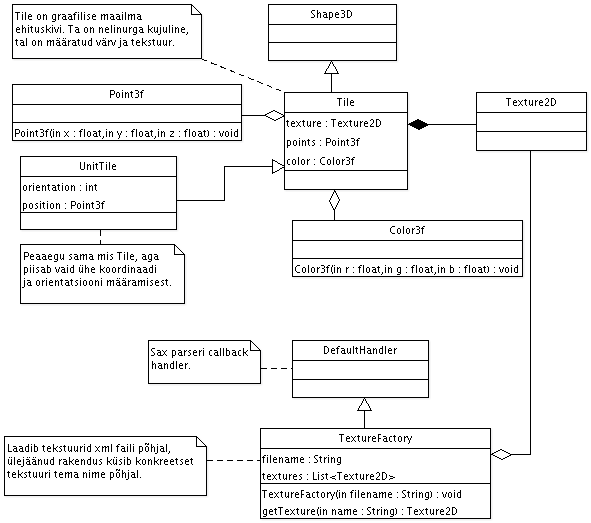 Tile on graafilise maailma
ehituskivi. Ta on nelinurga kujuline,
tal on määratud värv ja tekstuur.
Shape3D
Point3f
Point3f(in x : float,in y : float,in z : float) : void
Tile
texture : Texture2D
points : Point3f
color : Color3f
Texture2D
UnitTile
orientation : int
position : Point3f
Peaaegu sama mis Tile, aga
piisab vaid ühe koordinaadi
ja orientatsiooni määramisest.
Color3f
Color3f(in r : float,in g : float,in b : float) : void
Sax parseri callback
handler.
DefaultHandler
Laadib tekstuurid xml faili põhjal,
ülejäänud rakendus küsib konkreetset
tekstuuri tema nime põhjal.
TextureFactory
filename : String
textures : List<Texture2D>
TextureFactory(in filename : String) : void
getTexture(in name : String) : Texture2D